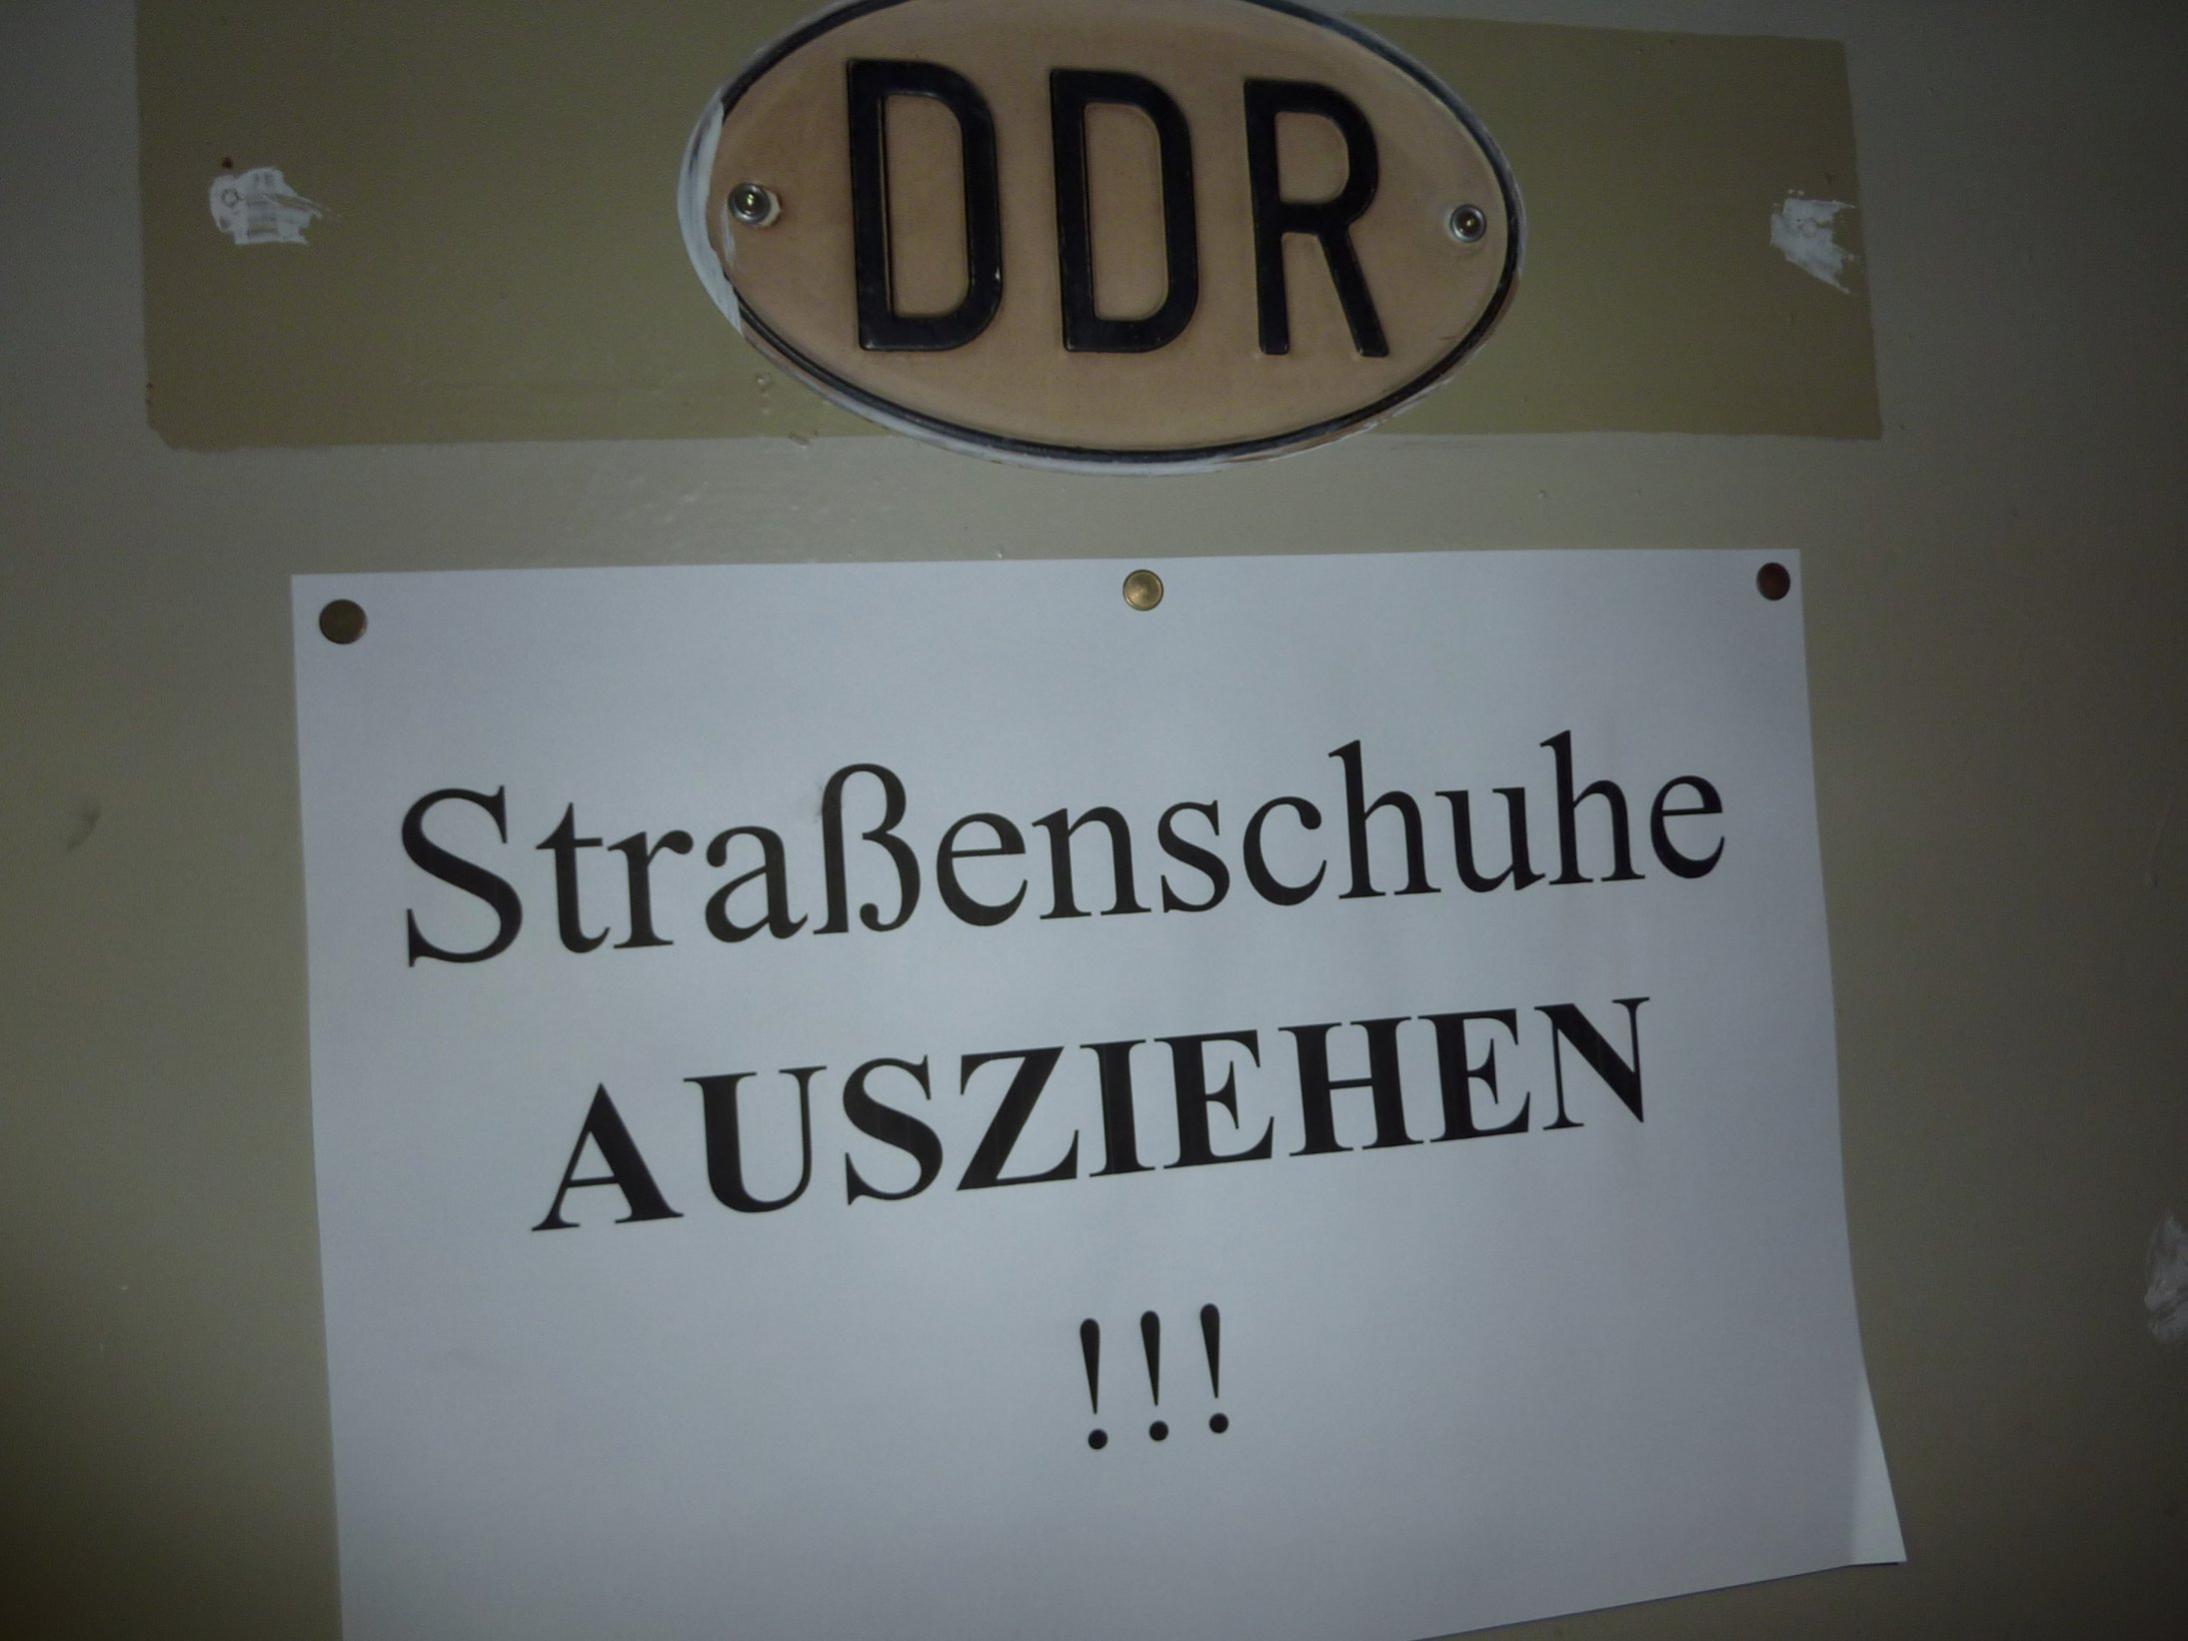 DDR
Straßenschuhe
AUSZIEHEN
!!!